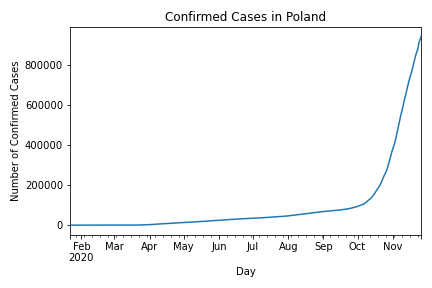 Confirmed Cases in Poland
Number of Confirmed Cases
800000
600000
400000
200000
0
Feb Mar Apr May Jun Jul Aug Sep Oct Nov
2020
Day